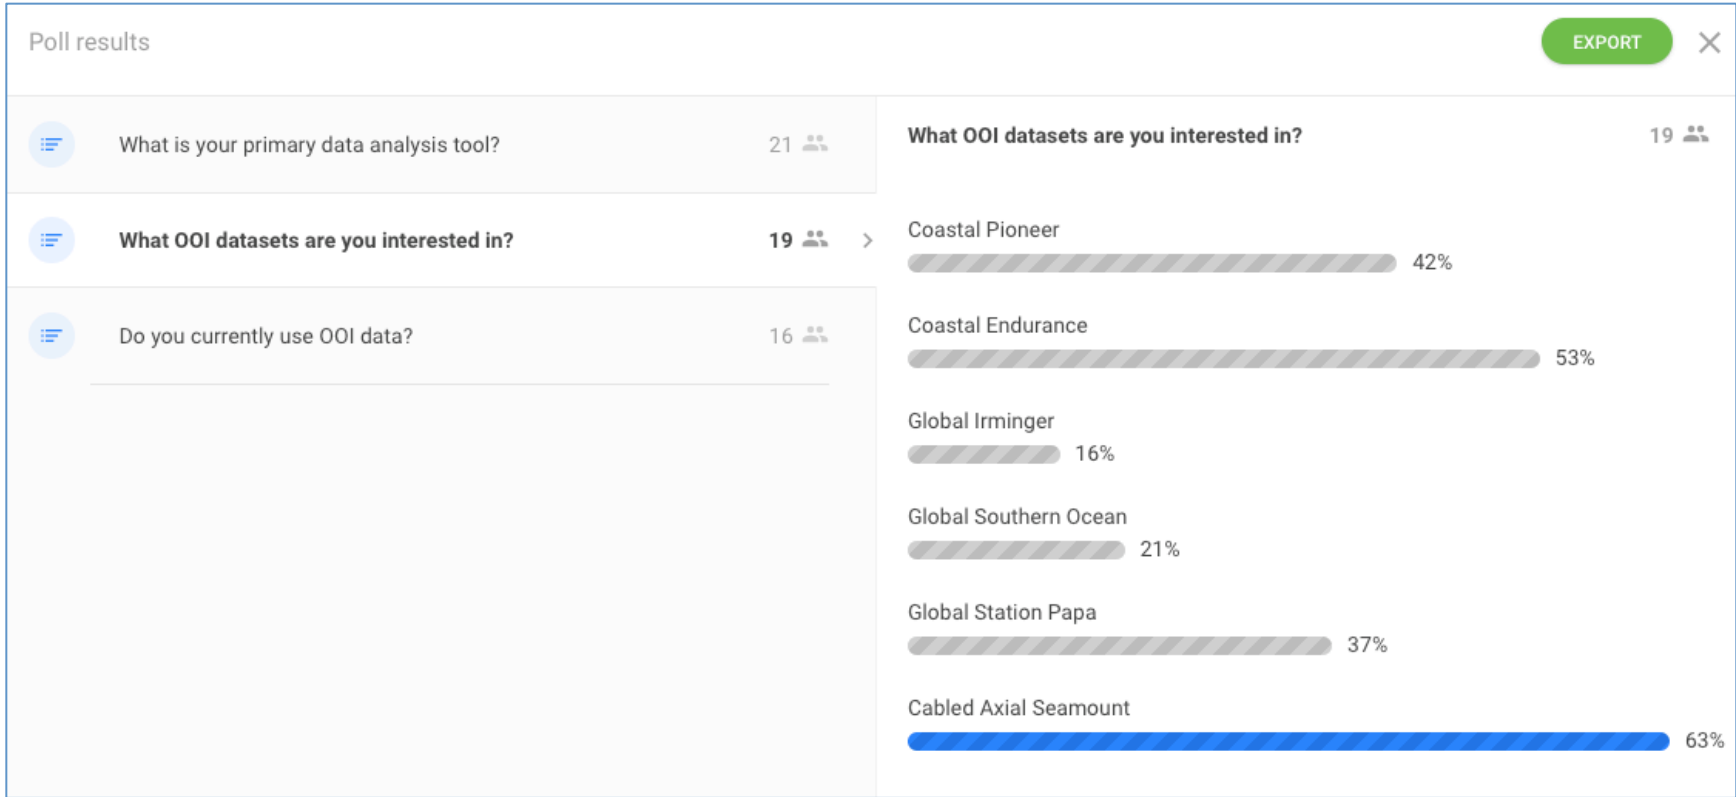 Poll results
EXPORT
What is your primary data analysis tool?
21
What OOI datasets are you interested in?
19
Do you currently use OOI data?
16
What OOI datasets are you interested in?
19
Coastal Pioneer
42%
Coastal Endurance
53%
Global Irminger
16%
Global Southern Ocean
21%
Global Station Papa
37%
Cabled Axial Seamount
63%